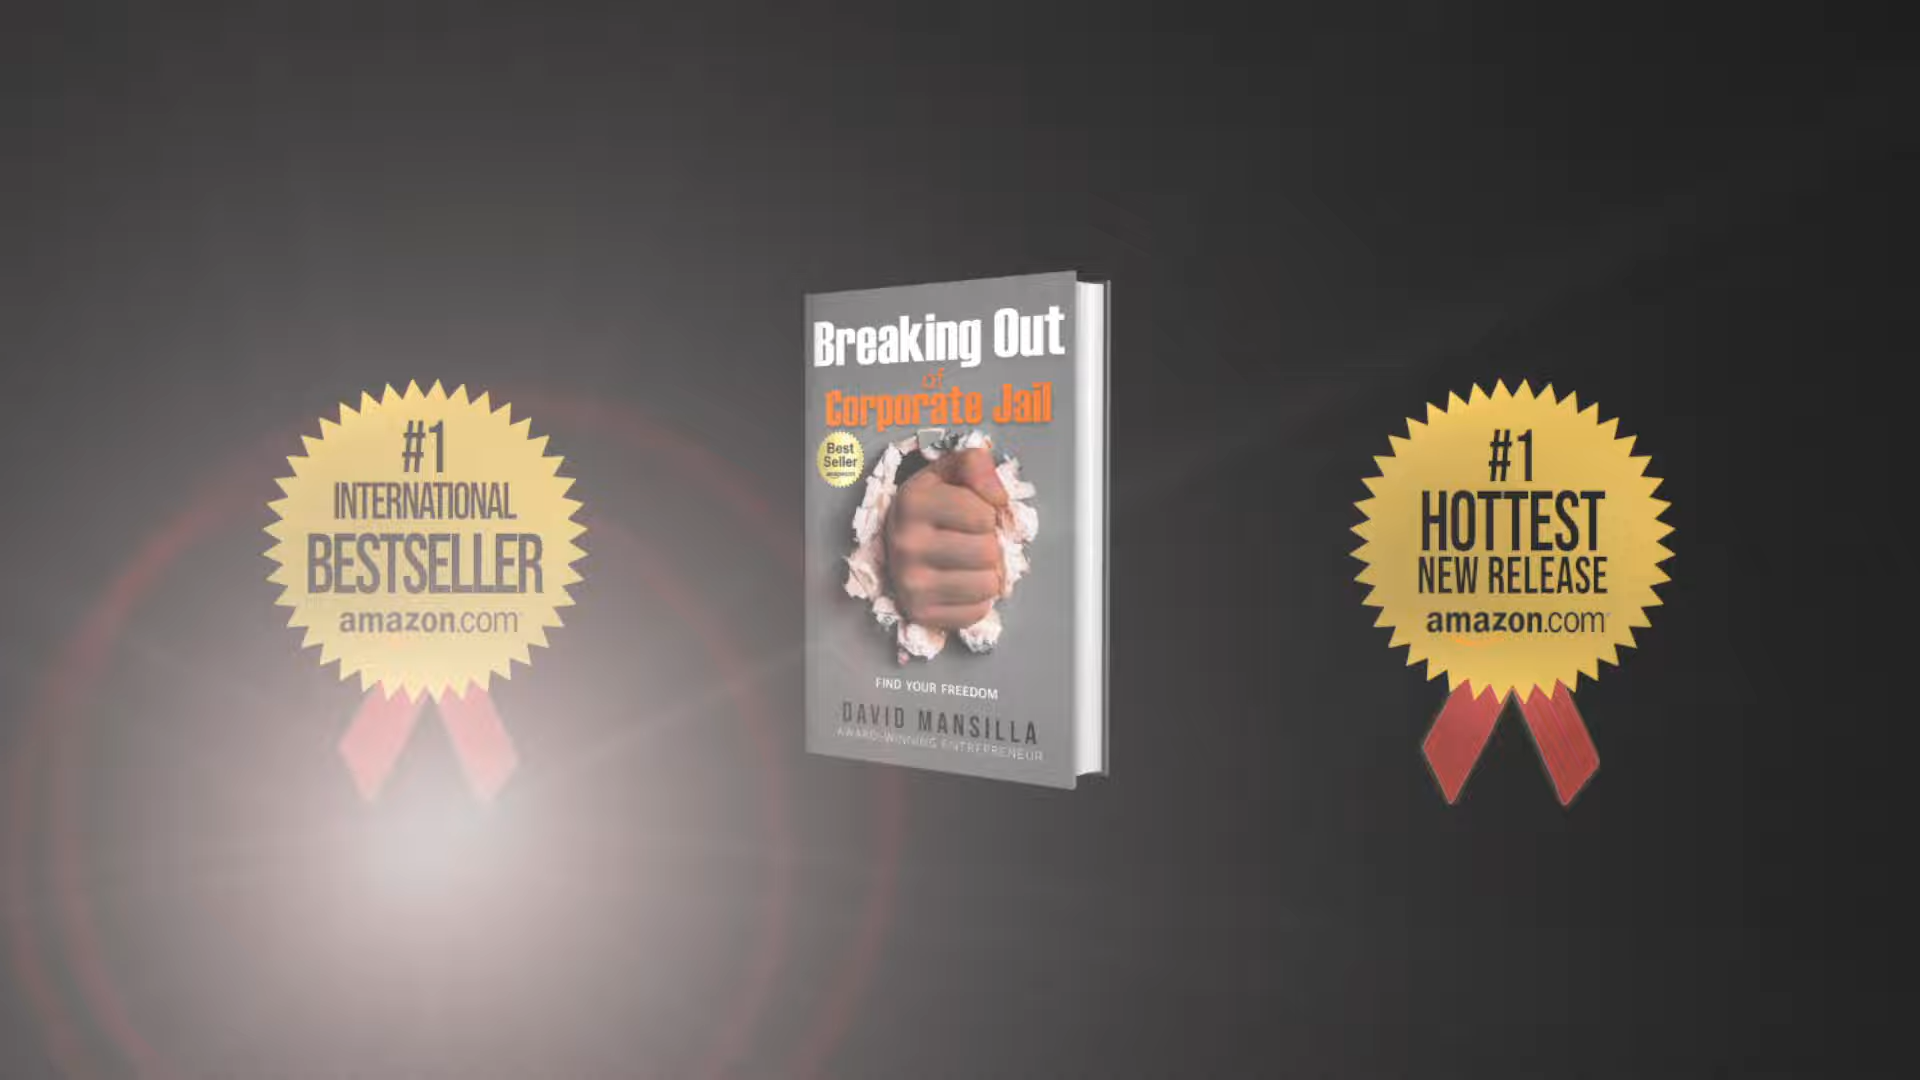 #1
INTERNATIONAL
BESTSELLER
amazon.com
Breaking Out
of
Corporate Jail
Best
Seller
FIND YOUR FREEDOM
DAVID MANSILLA
AWARD-WINNING ENTREPRENEUR
#1
HOTTEST
NEW RELEASE
amazon.com